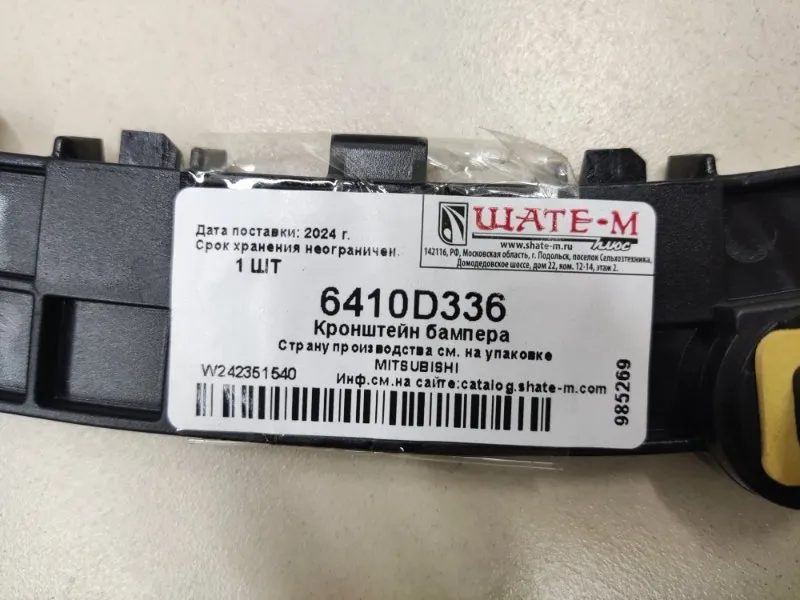 Дата поставки: 2024 г.
Срок хранения неограничен.
1 ШТ
ШАТЕ-М
плюс
www.shate-m.ru
142116, РФ, Московская область, г. Подольск, поселок Сельхозтехника,
Домодедовское шоссе, дом 22, ком. 12-14, этаж 2.
6410D336
Кронштейн бампера
Страну производства см. на упаковке
MITSUBISHI
W242351540
Инф.см.на сайте:catalog.shate-m.com
985269